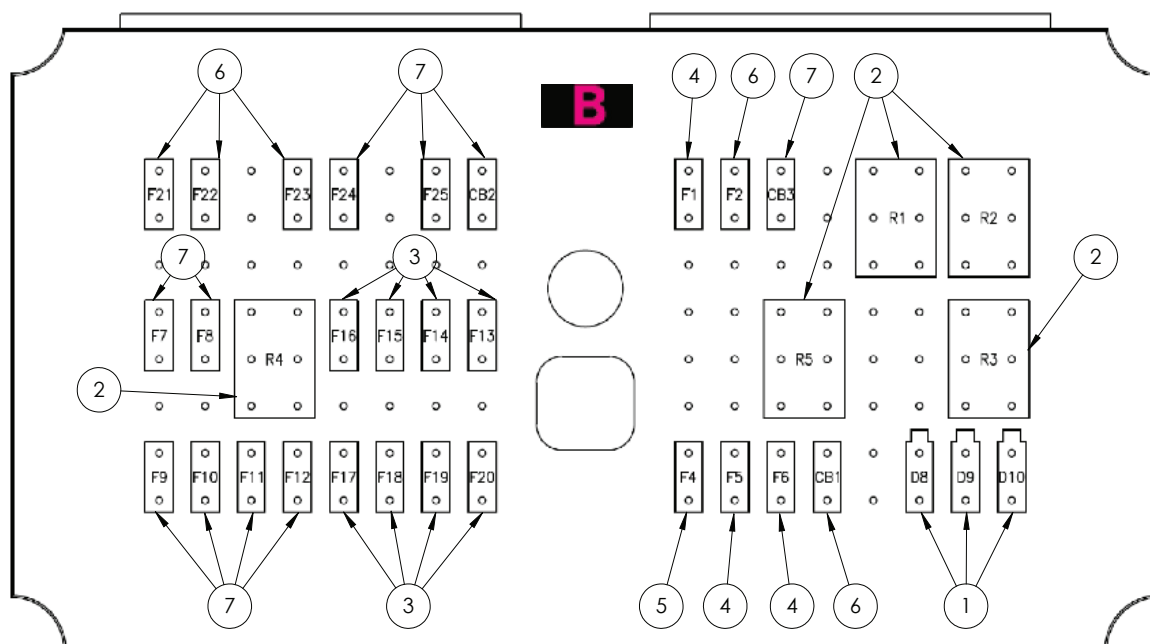 6 7 4 6 7 2
B
F21 F22 F23 F24 F25 CB2 F1 F2 CB3 R1 R2
7 3 2
F7 F8 R4 F16 F15 F14 F13 R5 R3
2
F9 F10 F11 F12 F17 F18 F19 F20 F4 F5 F6 CB1 D8 D9 D10
7 3 5 4 4 6 1